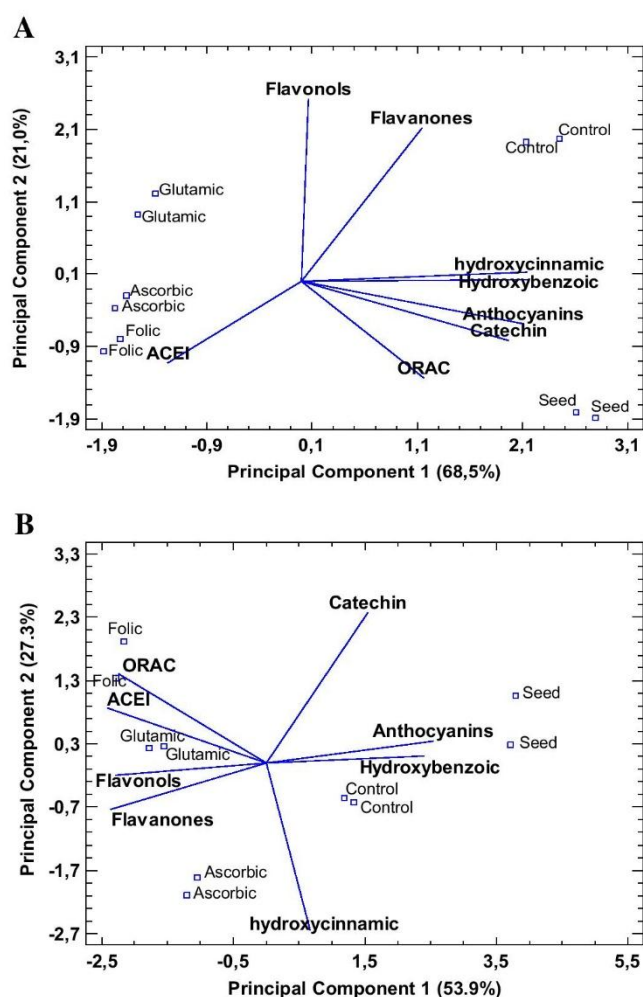 A
3,1
2,1
1,1
0,1
-0,9
-1,9
Principal Component 2 (21,0%)
Flavonols
Flavanones
Control
Control
Glutamic
Glutamic
hydroxycinnamic
Hydroxybenzoic
Ascorbic
Ascorbic
Anthocyanins
Catechin
Folic
Folic
ACEI
ORAC
Seed
Seed
-1,9 -0,9 0,1 1,1 2,1 3,1
Principal Component 1 (68,5%)
B
3,3
2,3
1,3
0,3
-0,7
-1,7
-2,7
Principal Component 2 (27.3%)
Catechin
Folic
ORAC
Folic
ACEI
Seed
Glutamic
Glutamic
Anthocyanins
Seed
Flavonols
Hydroxybenzoic
Control
Control
Flavanones
Ascorbic
Ascorbic
hydroxycinnamic
-2,5 -0,5 1,5 3,5 5,5
Principal Component 1 (53.9%)